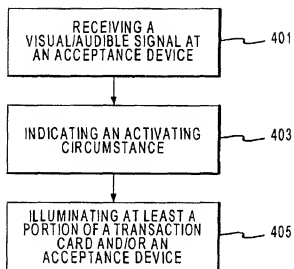 RECEIVING A
VISUAL/AUDIBLE SIGNAL AT
AN ACCEPTANCE DEVICE
401
INDICATING AN ACTIVATING
CIRCUMSTANCE
403
ILLUMINATING AT LEAST A
PORTION OF A TRANSACTION
CARD AND/OR AN
ACCEPTANCE DEVICE
405